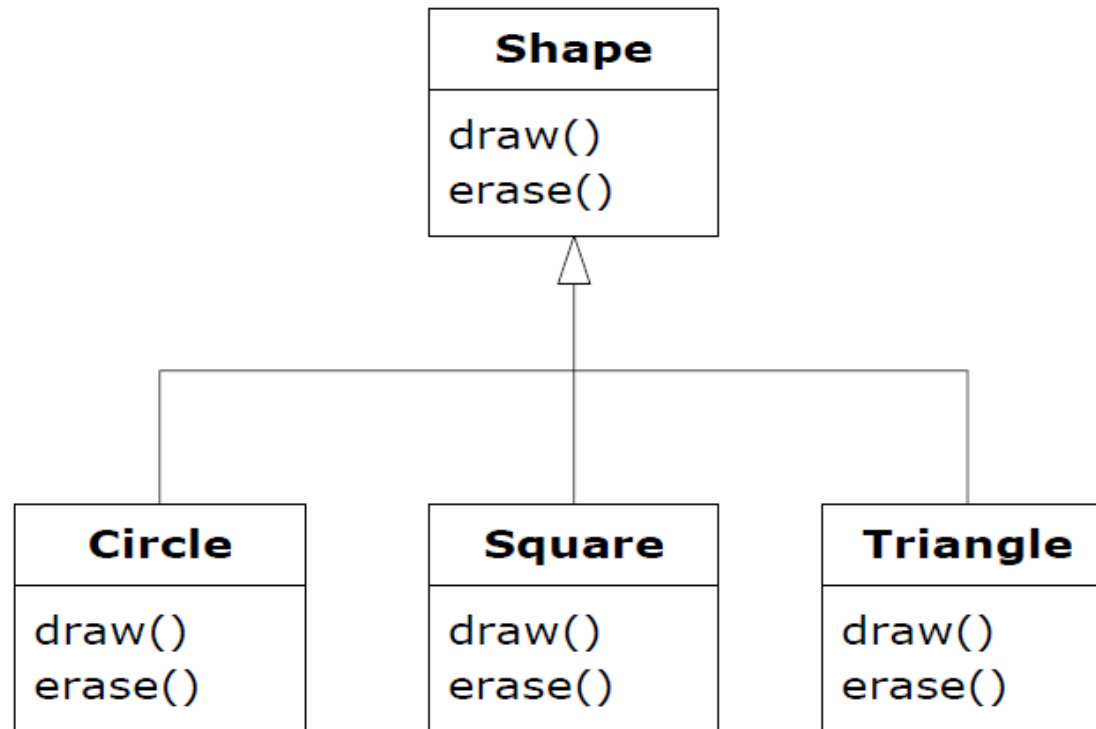 Shape
draw()
erase()
Circle
draw()
erase()
Square
draw()
erase()
Triangle
draw()
erase()